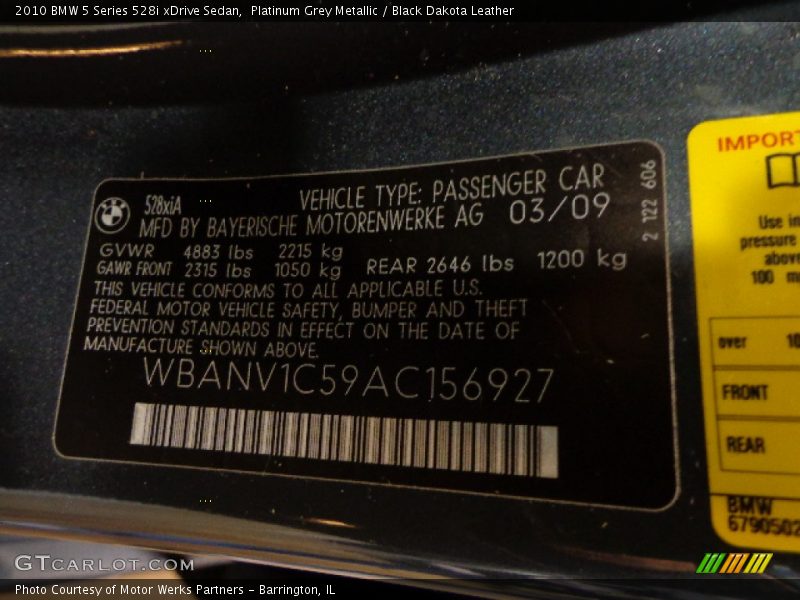 2010 BMW 5 Series 528i xDrive Sedan,  Platinum Grey Metallic / Black Dakota Leather
528xiA
VEHICLE TYPE: PASSENGER CAR
MFD BY BAYERISCHE MOTORENWERKE AG 03/09
GVWR 4883 lbs 2215 kg
GAWR FRONT 2315 lbs 1050 kg REAR 2646 lbs 1200 kg
THIS VEHICLE CONFORMS TO ALL APPLICABLE U.S.
FEDERAL MOTOR VEHICLE SAFETY, BUMPER AND THEFT
PREVENTION STANDARDS IN EFFECT ON THE DATE OF
MANUFACTURE SHOWN ABOVE.
WBANV1C59AC156927
2 122 606
IMPORT
Use in
pressure
above
100 m
over 10
FRONT
REAR
BMW
6790502
GTCARLOT.COM
Photo Courtesy of Motor Werks Partners - Barrington, IL